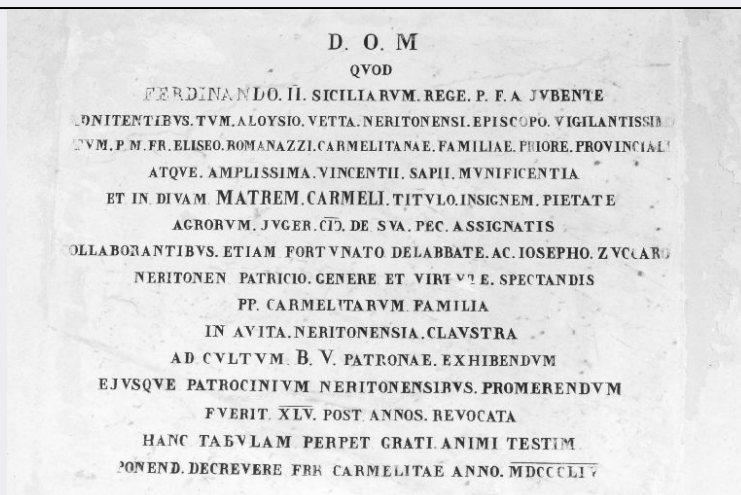 D. O. M
QVOD
FERDINANDO. II. SICILIARVM. REGE. P. F. A JVBENTE
ONITENTIBVS. TVM. ALOYSIO. VETTA. NERITONENSI. EPISCOPO. VIGILANTISSIMO
TVM. P. M. FR. ELISEO. ROMANAZZI. CARMELITANAE. FAMILIAE. PRIORE. PROVINCIALI
ATQVE. AMPLISSIMA. VINCENTII. SAPII. MVNIFICENTIA
ET IN DIVAM MATREM. CARMELI. TITVLO. INSIGNEM. PIETATE
AGRORVM. JVGER. CIƆ. DE SVA. PEC. ASSIGNATIS
OLLABORANTIBVS. ETIAM FORTVNATO DELABBATE. AC. IOSEPHO. ZVCCARO
NERITONEN PATRICIO. GENERE ET VIRTVTE. SPECTANDIS
PP. CARMELITARVM. FAMILIA
IN AVITA. NERITONENSIA. CLAVSTRA
AD CVLTVM. B. V. PATRONAE. EXHIBENDVM
EJVSQVE PATROCINIVM NERITONENSIBVS. PROMERENDVM
FVERIT. XLV. POST ANNOS. REVOCATA
HANC TABVLAM PERPET GRATI ANIMI TESTIM
PONEND. DECREVERE FRR CARMELITAE ANNO.